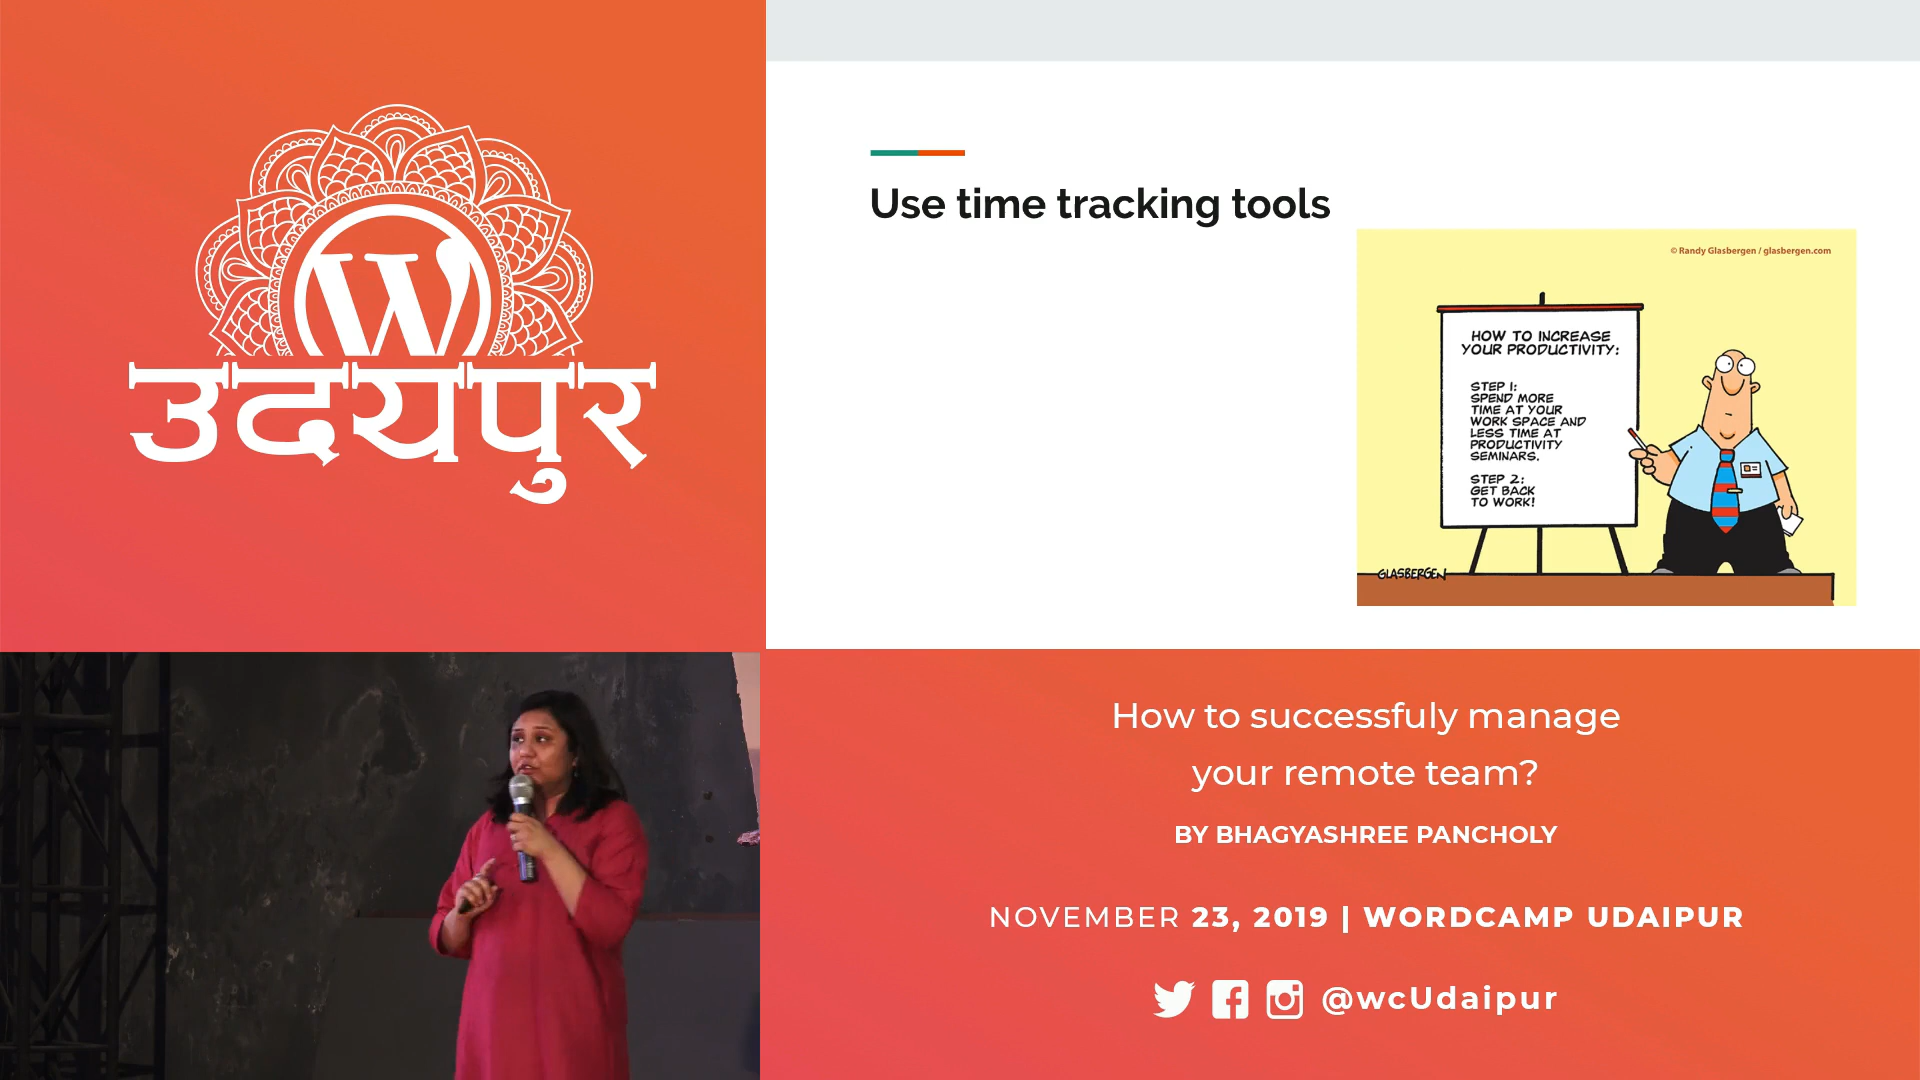 W
उदयपुर
Use time tracking tools
© Randy Glasbergen / glasbergen.com
HOW TO INCREASE
YOUR PRODUCTIVITY:
STEP 1:
SPEND MORE
TIME AT YOUR
WORK SPACE AND
LESS TIME AT
PRODUCTIVITY
SEMINARS.
STEP 2:
GET BACK
TO WORK!
GLASBERGEN
How to successfuly manage
your remote team?
BY BHAGYASHREE PANCHOLY
NOVEMBER 23, 2019 | WORDCAMP UDAIPUR
@wcUdaipur